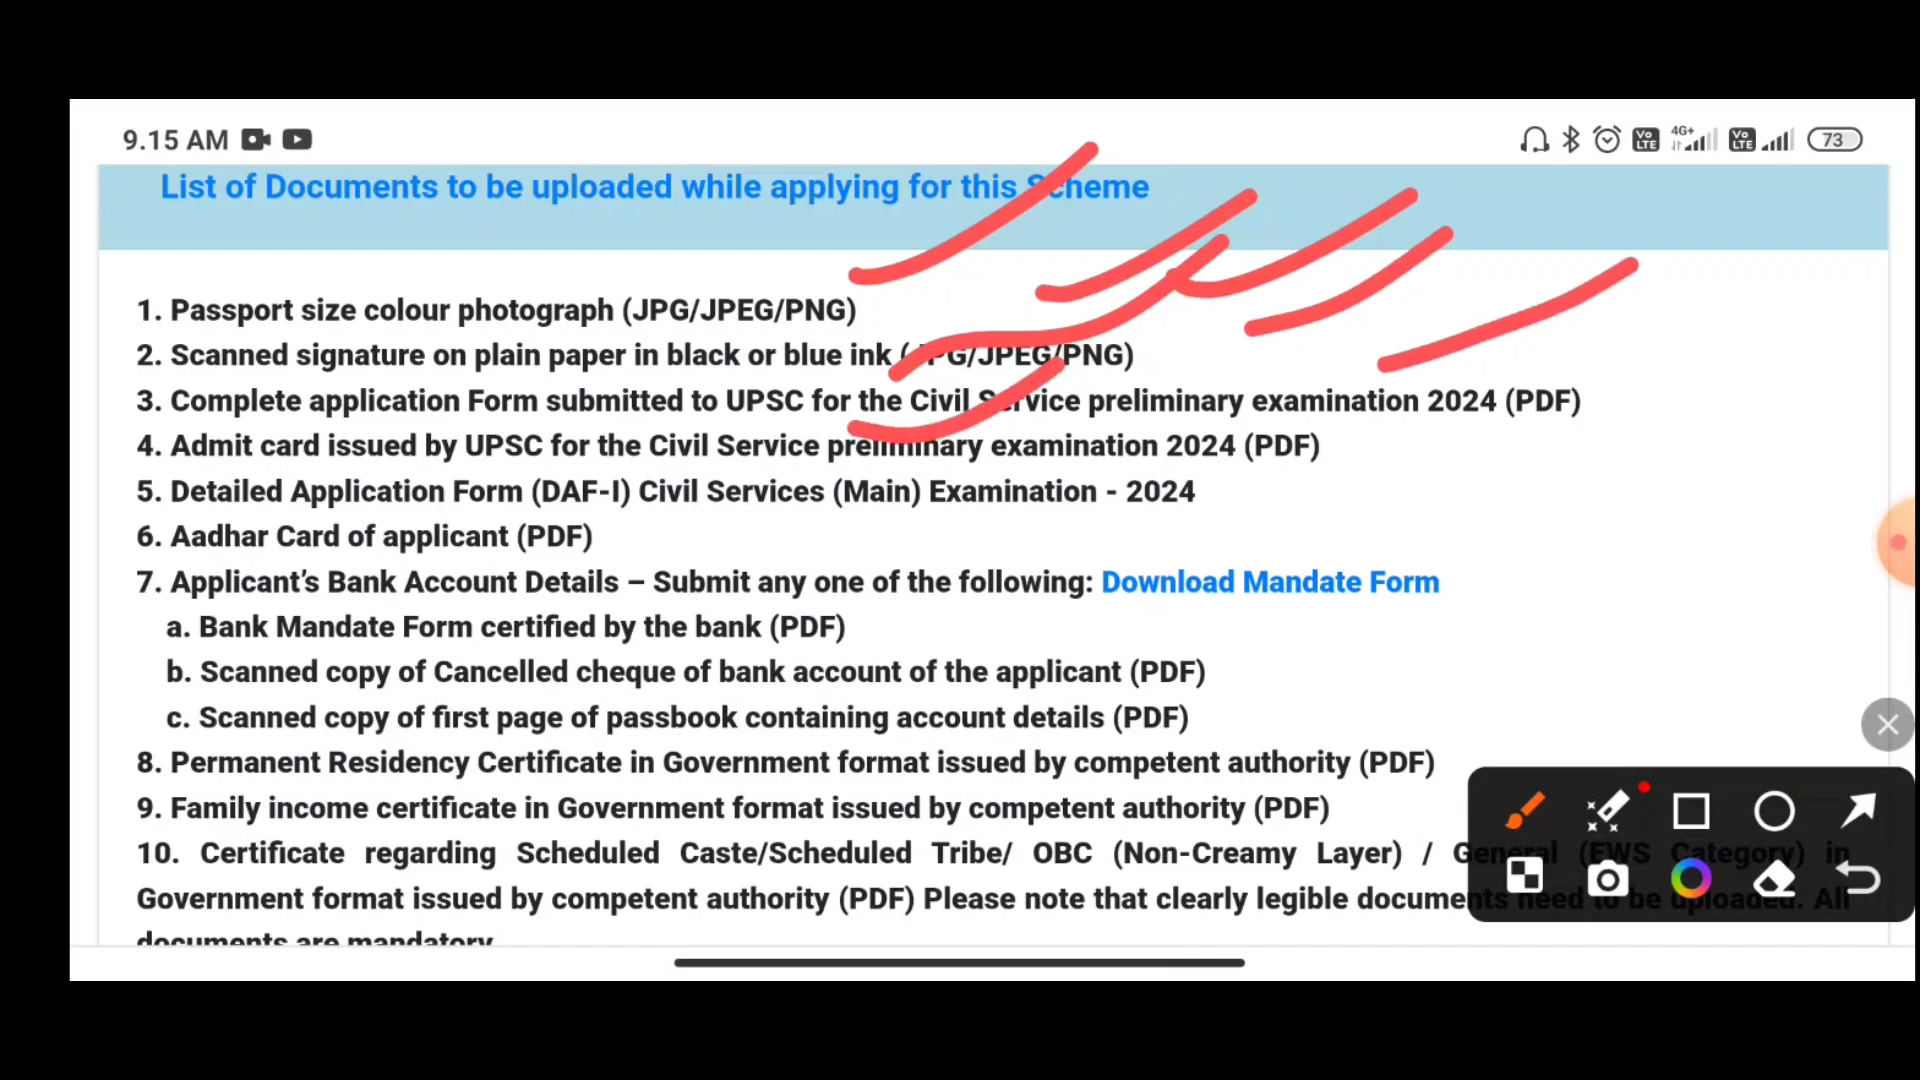 9.15 AM
4G+
Vo LTE
Vo LTE
73
List of Documents to be uploaded while applying for this Scheme
1. Passport size colour photograph (JPG/JPEG/PNG)
2. Scanned signature on plain paper in black or blue ink (JPG/JPEG/PNG)
3. Complete application Form submitted to UPSC for the Civil Service preliminary examination 2024 (PDF)
4. Admit card issued by UPSC for the Civil Service preliminary examination 2024 (PDF)
5. Detailed Application Form (DAF-I) Civil Services (Main) Examination - 2024
6. Aadhar Card of applicant (PDF)
7. Applicant’s Bank Account Details – Submit any one of the following: Download Mandate Form
a. Bank Mandate Form certified by the bank (PDF)
b. Scanned copy of Cancelled cheque of bank account of the applicant (PDF)
c. Scanned copy of first page of passbook containing account details (PDF)
8. Permanent Residency Certificate in Government format issued by competent authority (PDF)
9. Family income certificate in Government format issued by competent authority (PDF)
10. Certificate regarding Scheduled Caste/Scheduled Tribe/ OBC (Non-Creamy Layer) / General (EWS Category) in
Government format issued by competent authority (PDF) Please note that clearly legible documents need to be uploaded. All
documents are mandatory